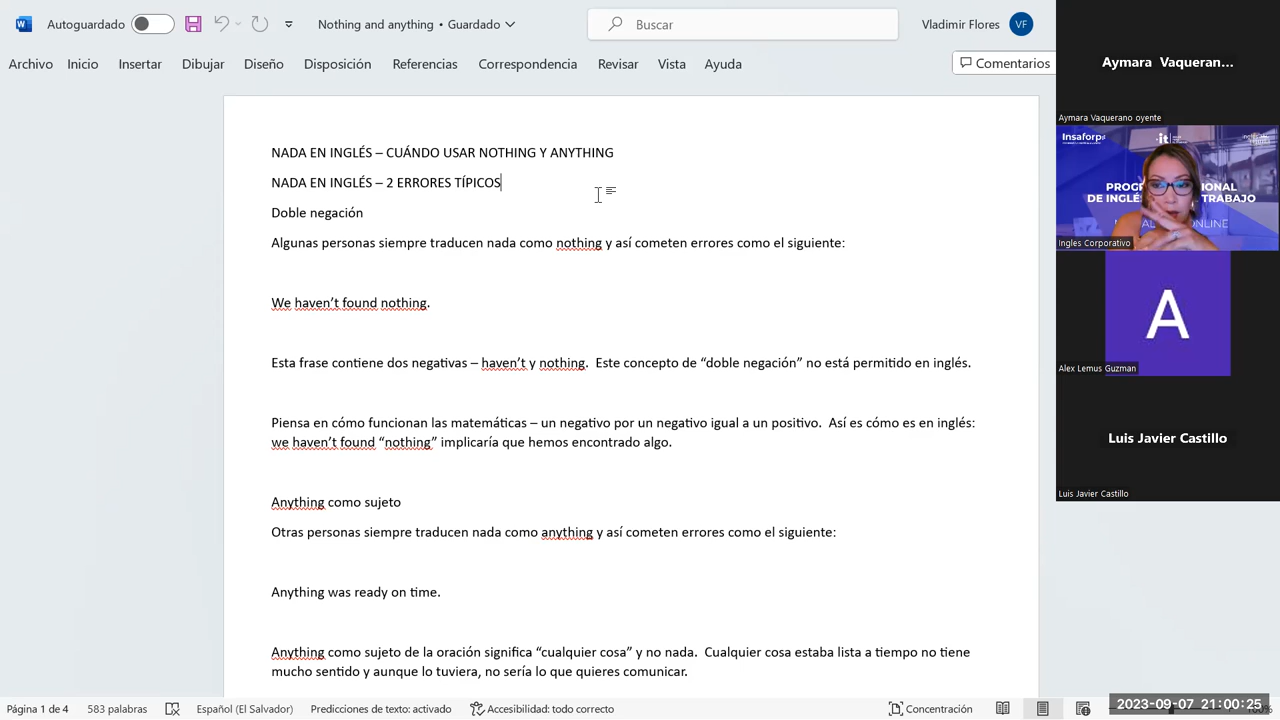 Autoguardado
Nothing and anything • Guardado
Buscar
Vladimir Flores
VF
Archivo Inicio Insertar Dibujar Diseño Disposición Referencias Correspondencia Revisar Vista Ayuda
Comentarios
NADA EN INGLÉS – CUÁNDO USAR NOTHING Y ANYTHING
NADA EN INGLÉS – 2 ERRORES TÍPICOS
Doble negación
Algunas personas siempre traducen nada como nothing y así cometen errores como el siguiente:
We haven’t found nothing.
Esta frase contiene dos negativas – haven’t y nothing.  Este concepto de “doble negación” no está permitido en inglés.
Piensa en cómo funcionan las matemáticas – un negativo por un negativo igual a un positivo.  Así es cómo es en inglés:
we haven’t found “nothing” implicaría que hemos encontrado algo.
Anything como sujeto
Otras personas siempre traducen nada como anything y así cometen errores como el siguiente:
Anything was ready on time.
Anything como sujeto de la oración significa “cualquier cosa” y no nada.  Cualquier cosa estaba lista a tiempo no tiene
mucho sentido y aunque lo tuviera, no sería lo que quieres comunicar.
Página 1 de 4
583 palabras
Español (El Salvador)
Predicciones de texto: activado
Accesibilidad: todo correcto
Concentración
Aymara Vaqueran...
Aymara Vaquerano oyente
Insaforp
it
Ingles Corporativo
A
Alex Lemus Guzman
Luis Javier Castillo
Luis Javier Castillo
2023-09-07 21:00:25